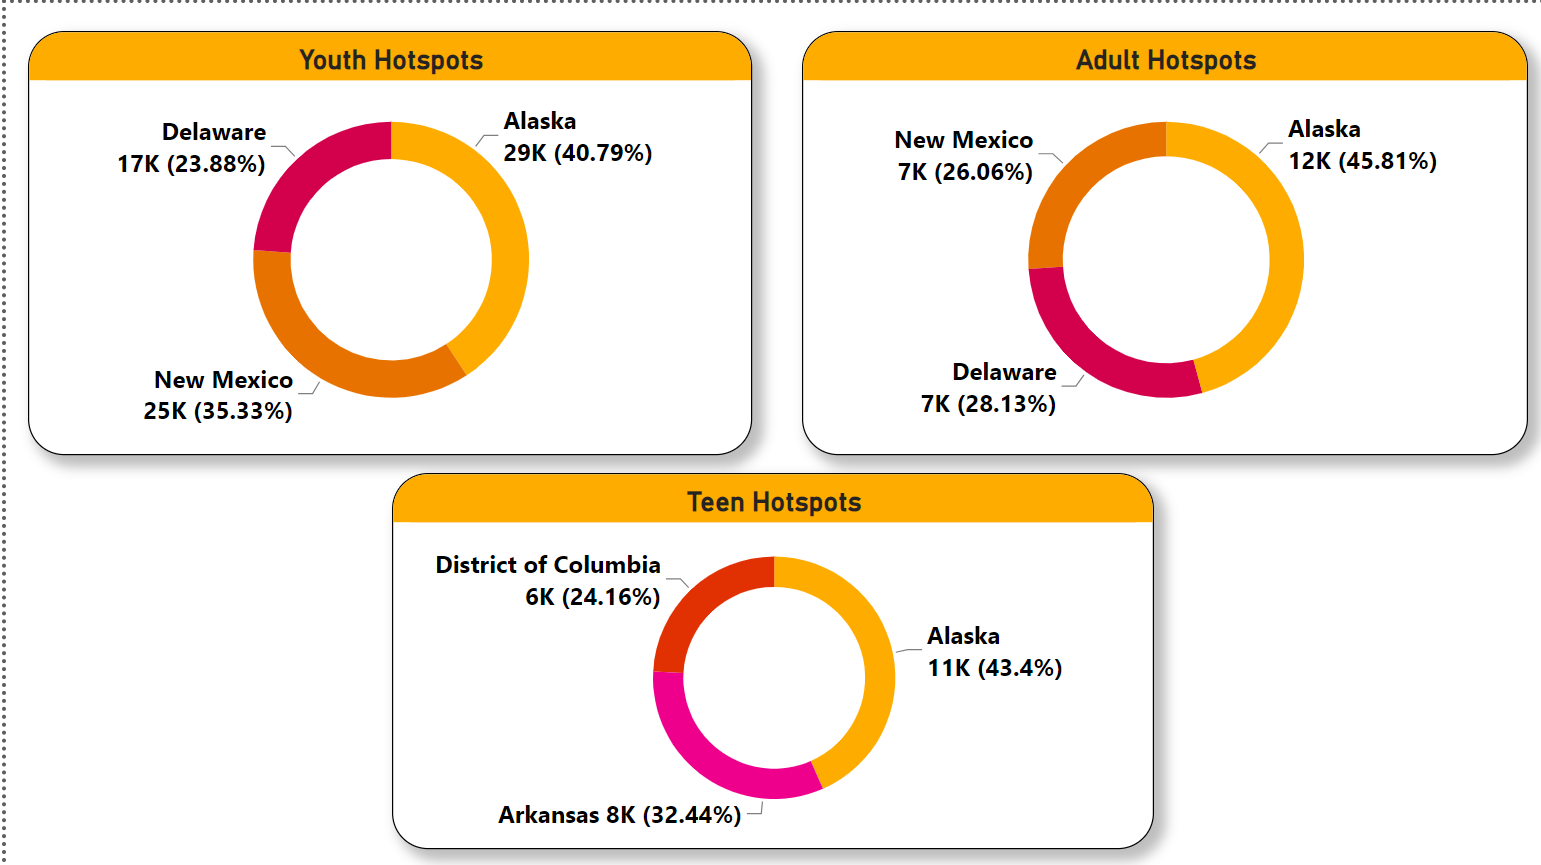 Youth Hotspots
Delaware
17K (23.88%)
Alaska
29K (40.79%)
New Mexico
25K (35.33%)
Adult Hotspots
New Mexico
7K (26.06%)
Alaska
12K (45.81%)
Delaware
7K (28.13%)
Teen Hotspots
District of Columbia
6K (24.16%)
Alaska
11K (43.4%)
Arkansas 8K (32.44%)